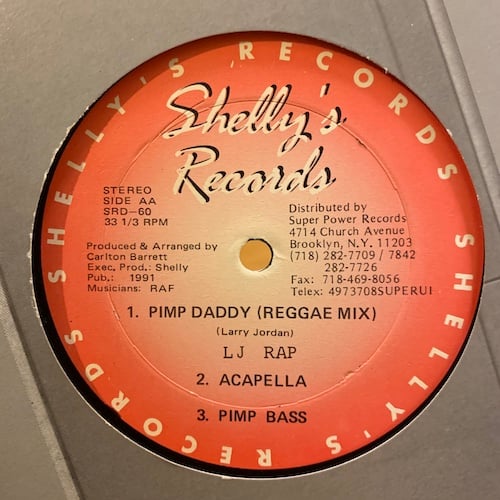 SHELLY'S RECORDS SHELLY'S RECORDS SHELLY'S RECORDS
Shelly's
Records
STEREO
SIDE AA
SRD-60
33 1/3 RPM
Produced & Arranged by
Carlton Barrett
Exec, Prod.: Shelly
Pub,: 1991
Musicians: RAF
Distributed by
Super Power Records
4714 Church Avenue
Brooklyn, N.Y. 11203
(718) 282-7709 / 7842
282-7726
Fax: 718-469-8056
Telex: 4973708SUPERUI
1. PIMP DADDY (REGGAE MIX)
(Larry Jordan)
LJ RAP
2. ACAPELLA
3. PIMP BASS